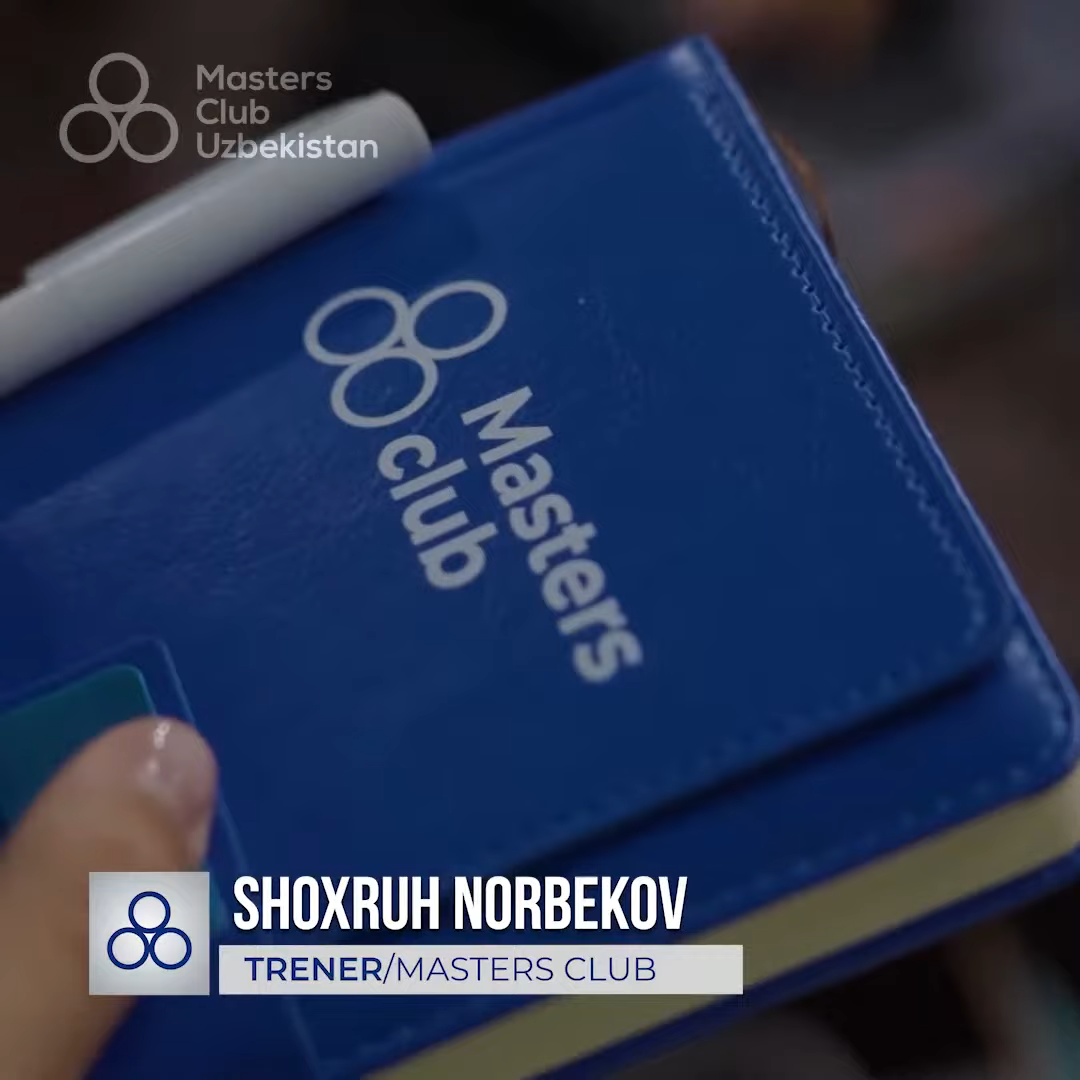 Masters
Club
Uzbekistan
Masters
club
SHOXRUH NORBEKOV
TRENER/MASTERS CLUB